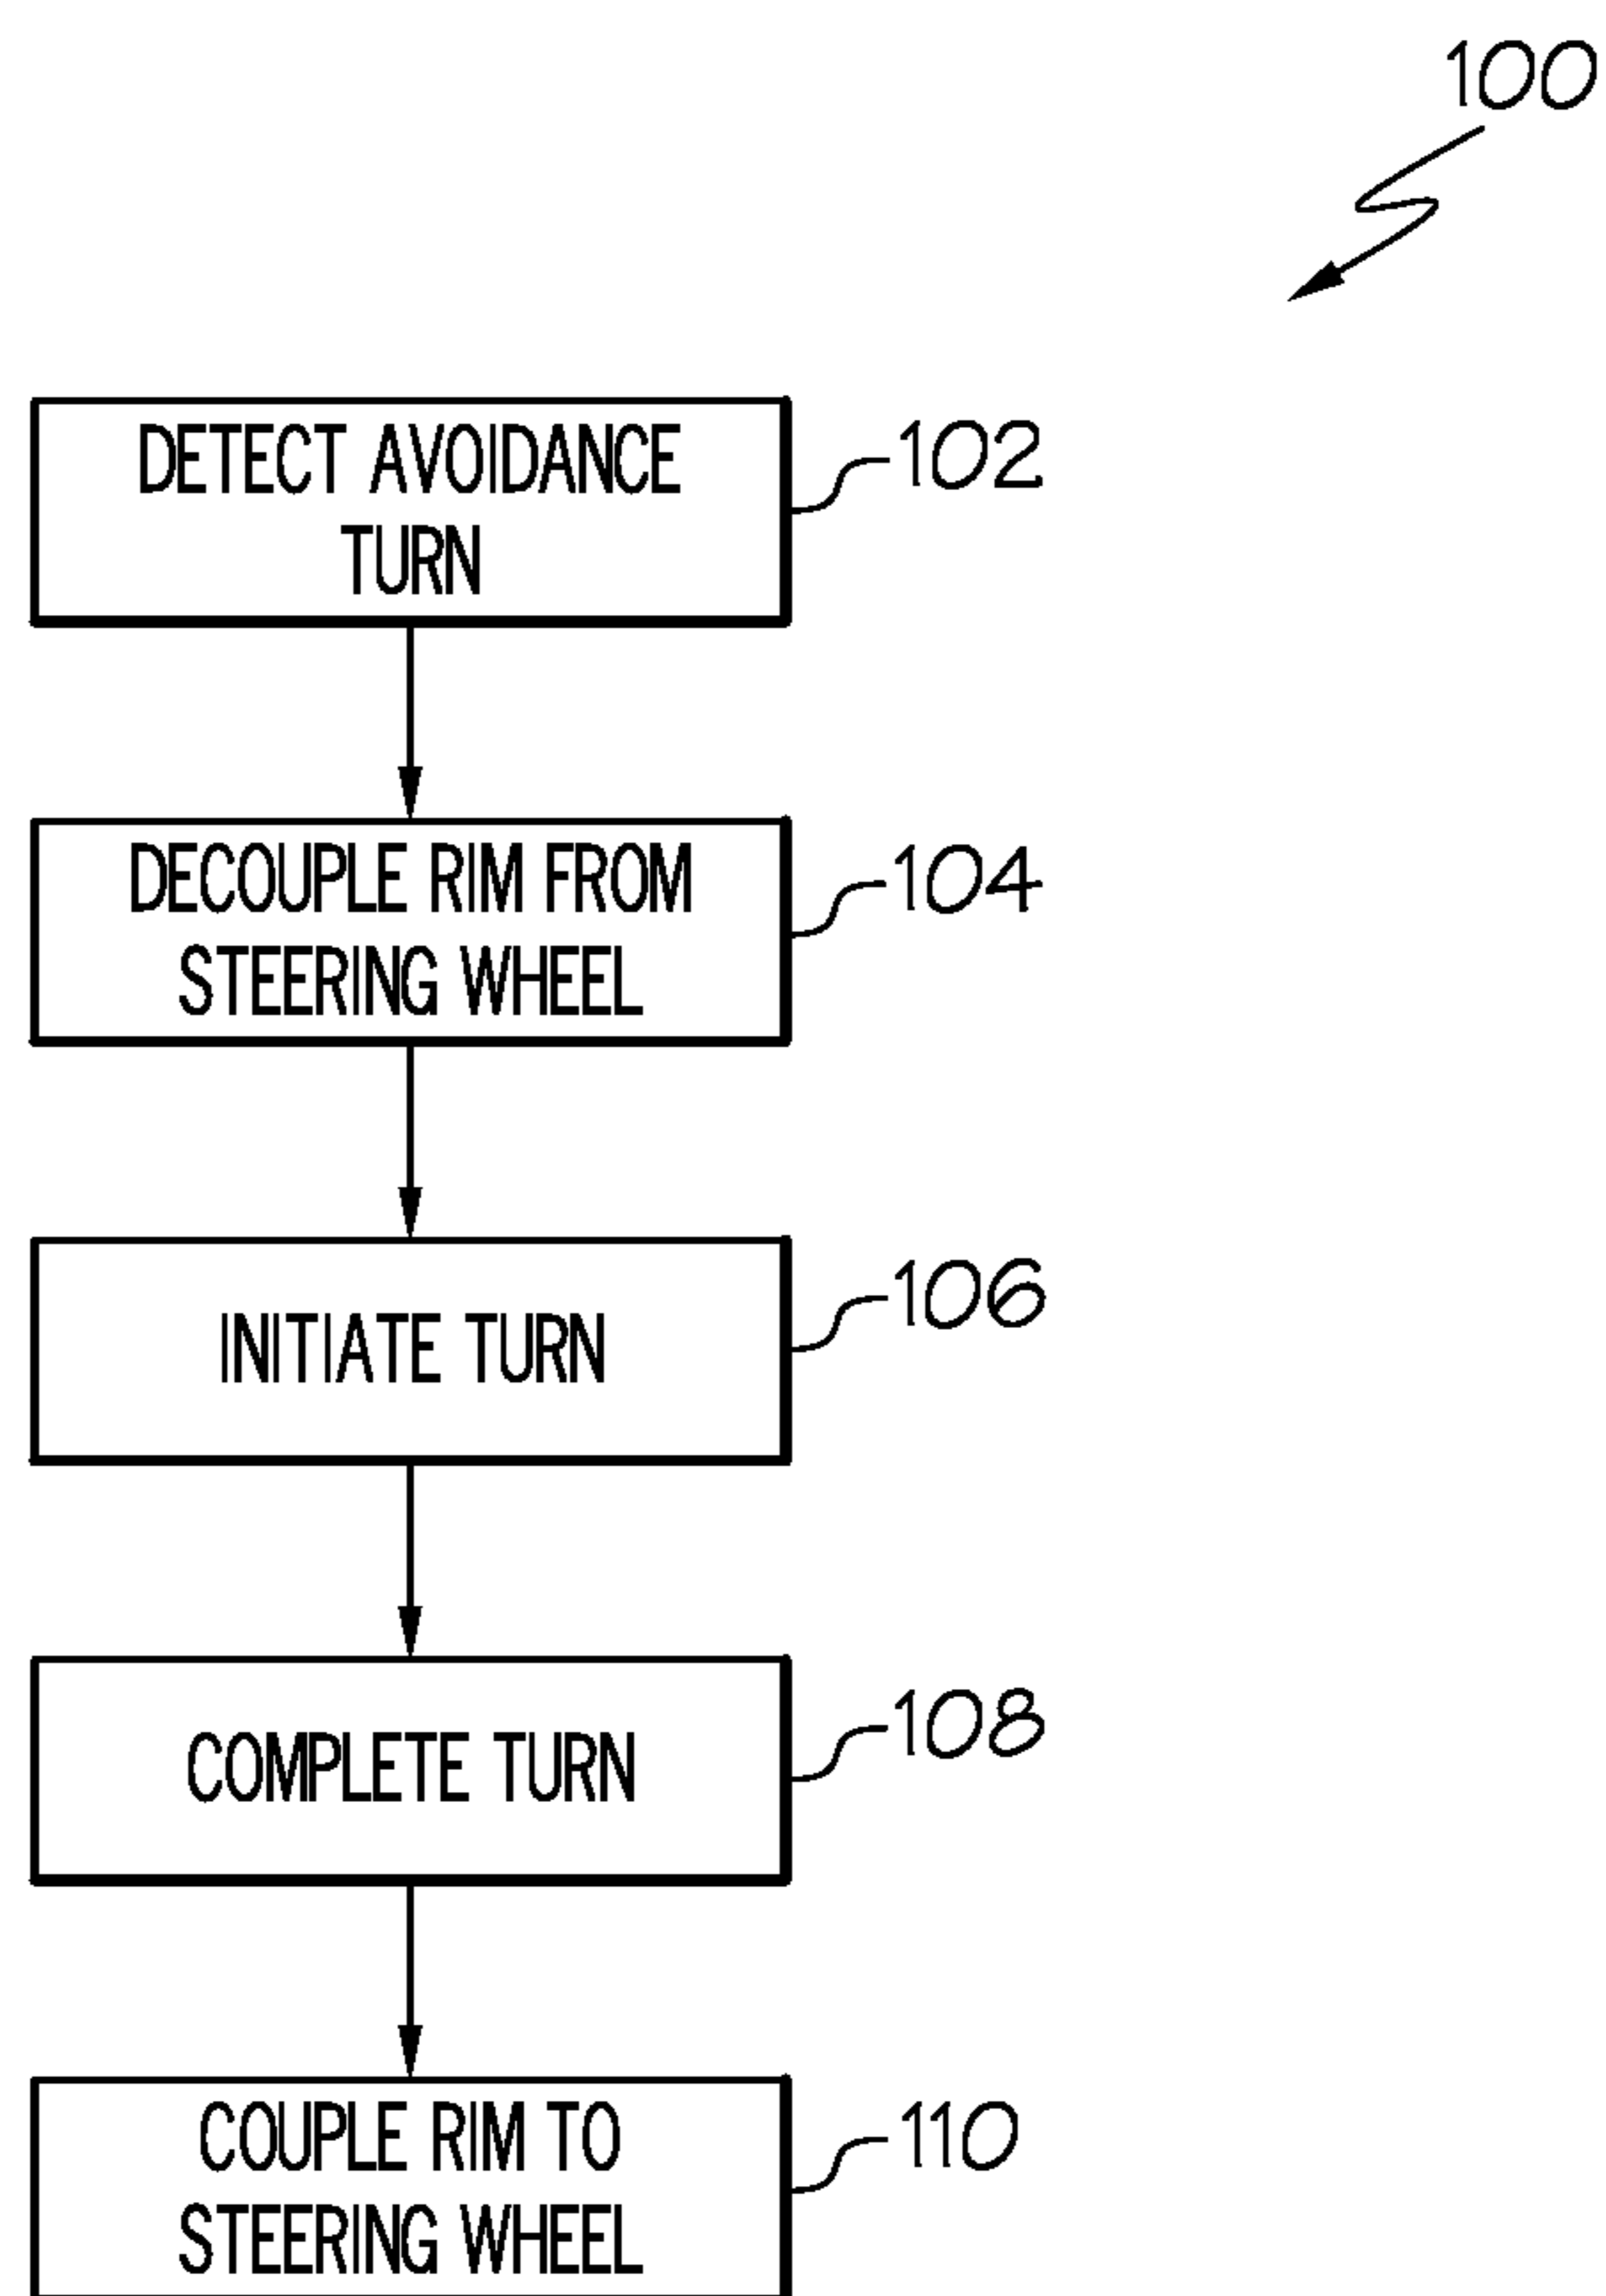 100
DETECT AVOIDANCE
TURN
102
DECOUPLE RIM FROM
STEERING WHEEL
104
INITIATE TURN
106
COMPLETE TURN
108
COUPLE RIM TO
STEERING WHEEL
110